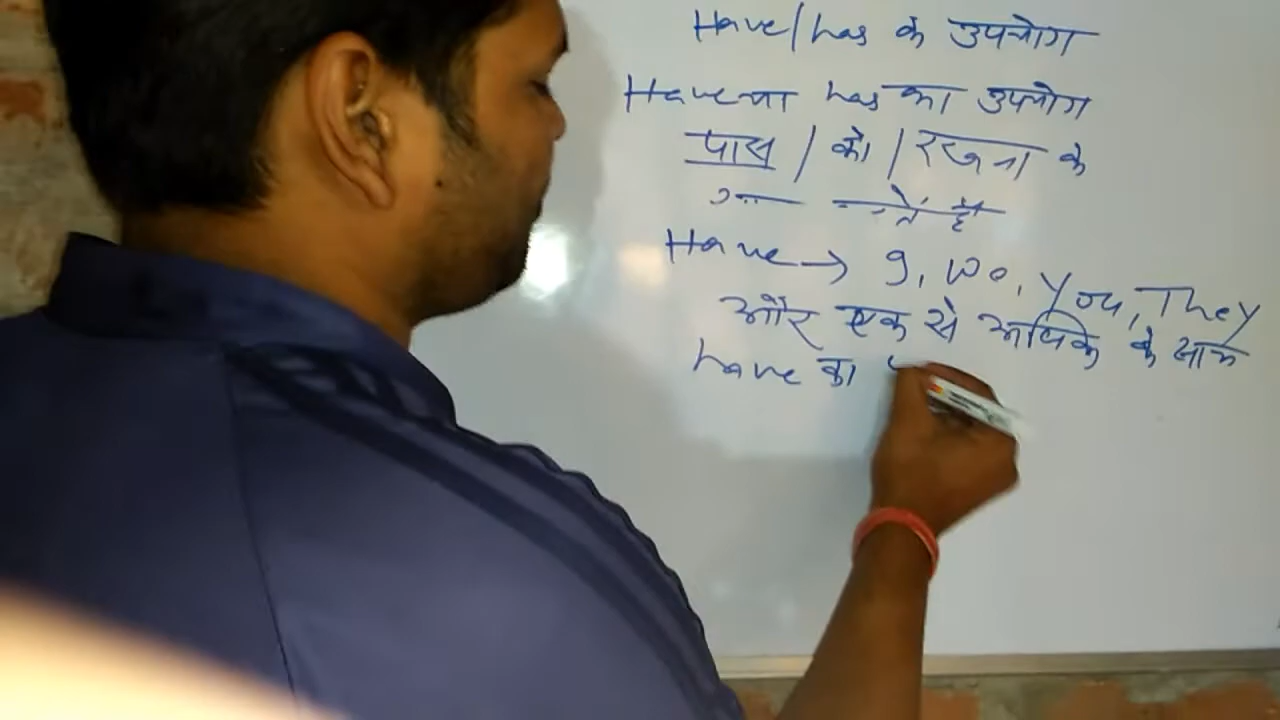 Have/has के उपयोग
Have या has का उपयोग
पास / को / रखना के
में है
Have → I, We, You, They
और एक से अधिक के साथ
have का